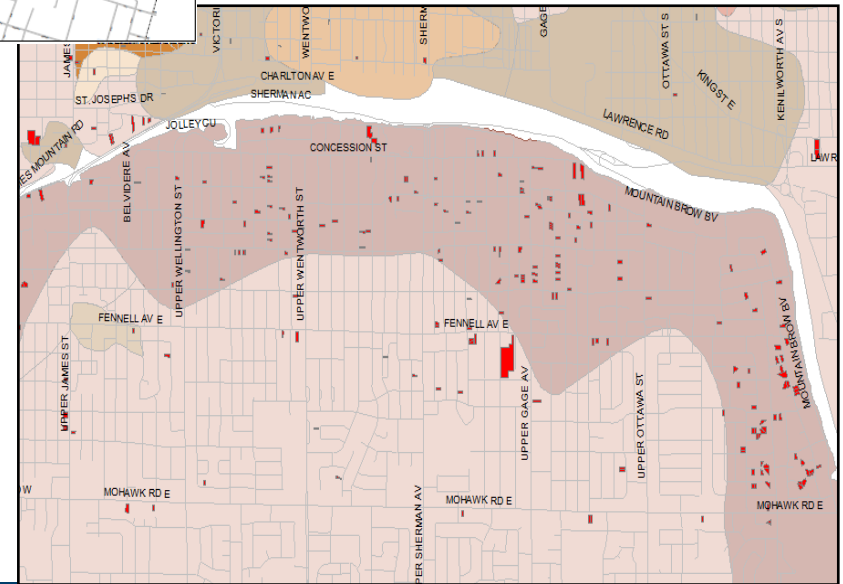 JAMES
VICTORI
WENTWO
SHERM
GAGE
OTTAWA ST S
KING ST E
KENILWORTH AV S
CHARLTON AV E
SHERMAN AC
ST. JOSEPHS DR
JOLLEY CU
LAWRENCE RD
LAWR
MES MOUNTAIN RD
CONCESSION ST
BELVIDERE AV
UPPER WELLINGTON ST
UPPER WENTWORTH ST
MOUNTAIN BROW BV
FENNELL AV E
FENNELL AV E
MOUNTAIN BROW BV
UPPER JAMES ST
UPPER GAGE AV
UPPER OTTAWA ST
W
MOHAWK RD E
PER SHERMAN AV
MOHAWK RD E
MOHAWK RD E